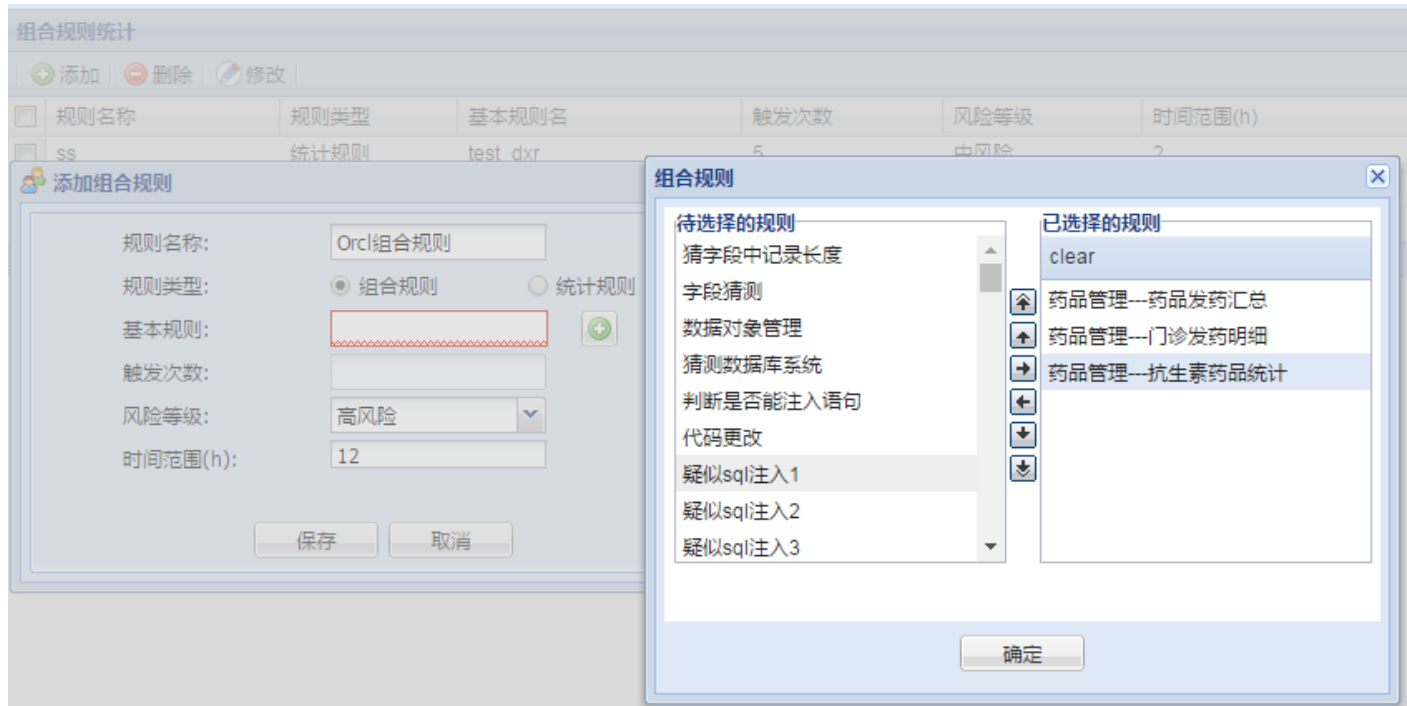 组合规则统计
添加 删除 修改
规则名称 规则类型 基本规则名 触发次数 风险等级 时间范围(h)
ss 统计规则 test_dxr 5 中风险 2
添加组合规则
规则名称: Orcl组合规则
规则类型: 组合规则 统计规则
基本规则:
触发次数:
风险等级: 高风险
时间范围(h): 12
保存 取消
组合规则
待选择的规则
猜字段中记录长度
字段猜测
数据对象管理
猜测数据库系统
判断是否能注入语句
代码更改
疑似sql注入1
疑似sql注入2
疑似sql注入3
已选择的规则
clear
药品管理---药品发药汇总
药品管理---门诊发药明细
药品管理---抗生素药品统计
确定